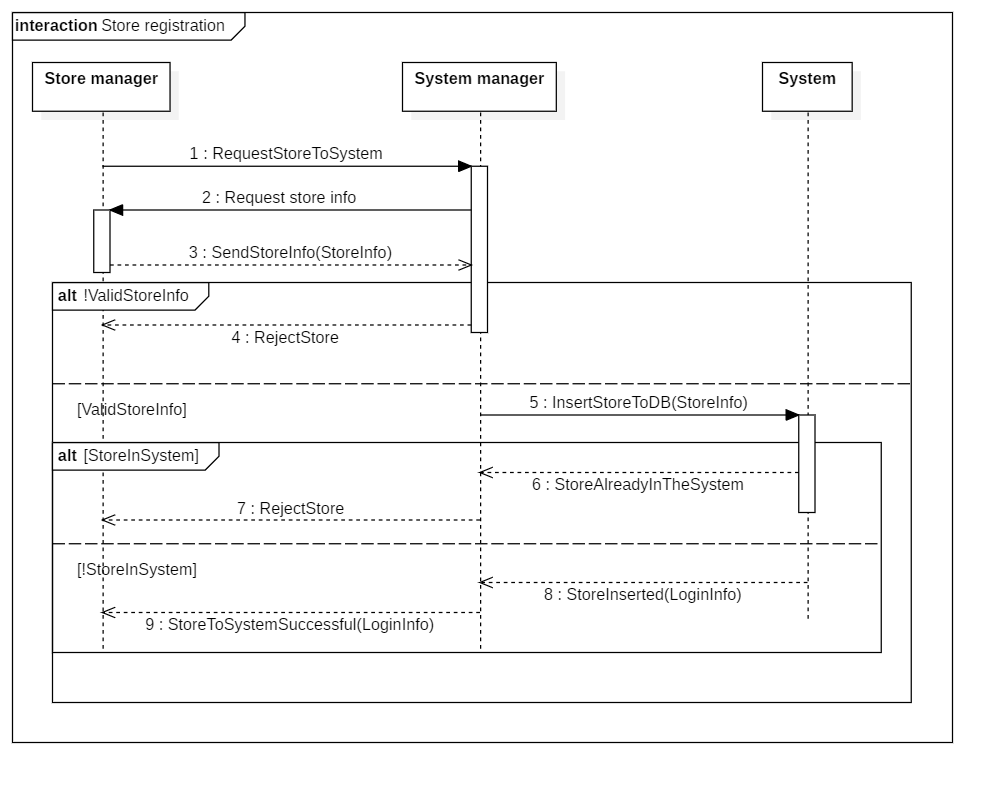 interaction Store registration
Store manager
System manager
System
1 : RequestStoreToSystem
2 : Request store info
3 : SendStoreInfo(StoreInfo)
alt !ValidStoreInfo
4 : RejectStore
[ValidStoreInfo]
5 : InsertStoreToDB(StoreInfo)
alt [StoreInSystem]
6 : StoreAlreadyInTheSystem
7 : RejectStore
[!StoreInSystem]
8 : StoreInserted(LoginInfo)
9 : StoreToSystemSuccessful(LoginInfo)